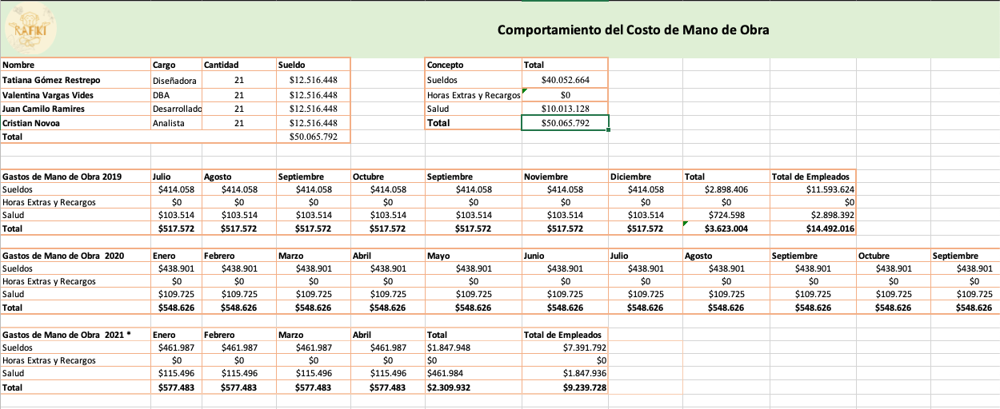 RAFIKI
Comportamiento del Costo de Mano de Obra
Nombre Cargo Cantidad Sueldo Concepto Total
Tatiana Gómez Restrepo Diseñadora 21 $12.516.448 Sueldos $40.052.664
Valentina Vargas Vides DBA 21 $12.516.448 Horas Extras y Recargos $0
Juan Camilo Ramires Desarrollado 21 $12.516.448 Salud $10.013.128
Cristian Novoa Analista 21 $12.516.448 Total $50.065.792
Total $50.065.792
Gastos de Mano de Obra 2019 Julio Agosto Septiembre Octubre Septiembre Noviembre Diciembre Total Total de Empleados
Sueldos $414.058 $414.058 $414.058 $414.058 $414.058 $414.058 $414.058 $2.898.406 $11.593.624
Horas Extras y Recargos $0 $0 $0 $0 $0 $0 $0 $0 $0
Salud $103.514 $103.514 $103.514 $103.514 $103.514 $103.514 $103.514 $724.598 $2.898.392
Total $517.572 $517.572 $517.572 $517.572 $517.572 $517.572 $517.572 $3.623.004 $14.492.016
Gastos de Mano de Obra 2020 Enero Febrero Marzo Abril Mayo Junio Julio Agosto Septiembre Octubre Septiembre
Sueldos $438.901 $438.901 $438.901 $438.901 $438.901 $438.901 $438.901 $438.901 $438.901 $438.901 $438.901
Horas Extras y Recargos $0 $0 $0 $0 $0 $0 $0 $0 $0 $0 $0
Salud $109.725 $109.725 $109.725 $109.725 $109.725 $109.725 $109.725 $109.725 $109.725 $109.725 $109.725
Total $548.626 $548.626 $548.626 $548.626 $548.626 $548.626 $548.626 $548.626 $548.626 $548.626 $548.626
Gastos de Mano de Obra 2021 * Enero Febrero Marzo Abril Total Total de Empleados
Sueldos $461.987 $461.987 $461.987 $461.987 $1.847.948 $7.391.792
Horas Extras y Recargos $0 $0 $0 $0 $0 $0
Salud $115.496 $115.496 $115.496 $115.496 $461.984 $1.847.936
Total $577.483 $577.483 $577.483 $577.483 $2.309.932 $9.239.728